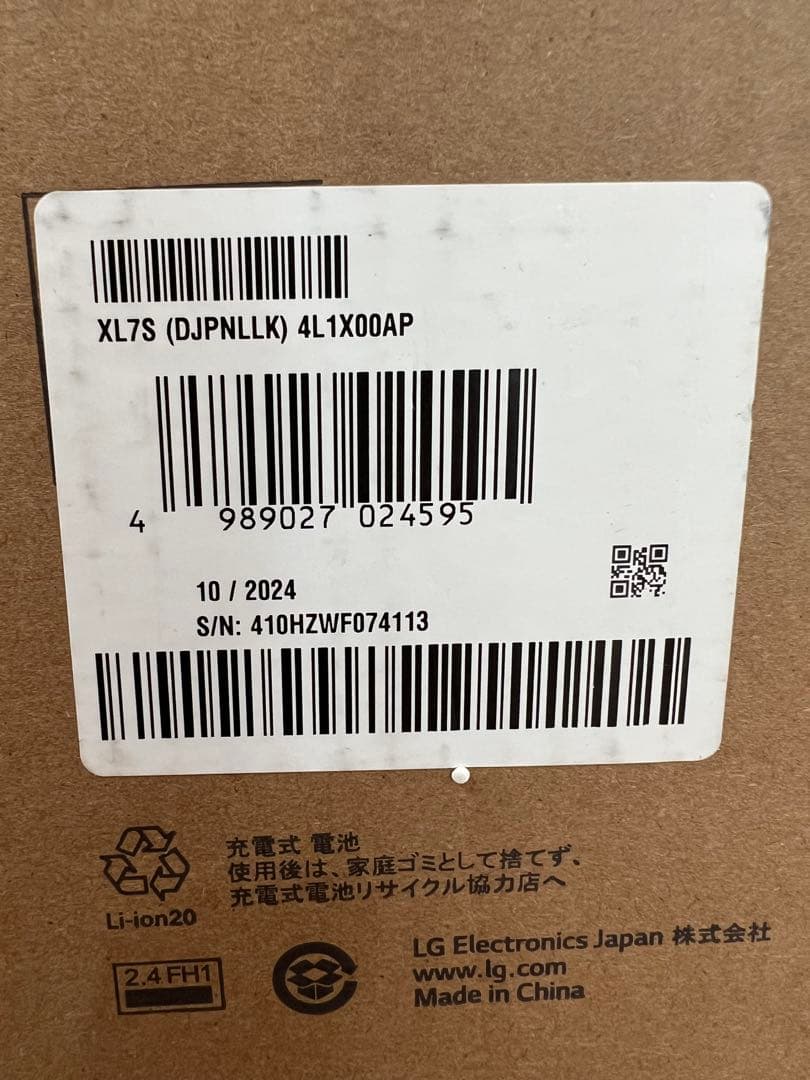 XL7S (DJPNLLK) 4L1X00AP
4 989027 024595
10 / 2024
S/N: 410HZWF074113
充電式 電池
使用後は、家庭ゴミとして捨てず、
充電式電池リサイクル協力店へ
Li-ion20
2.4 FH1
LG Electronics Japan 株式会社
www.lg.com
Made in China